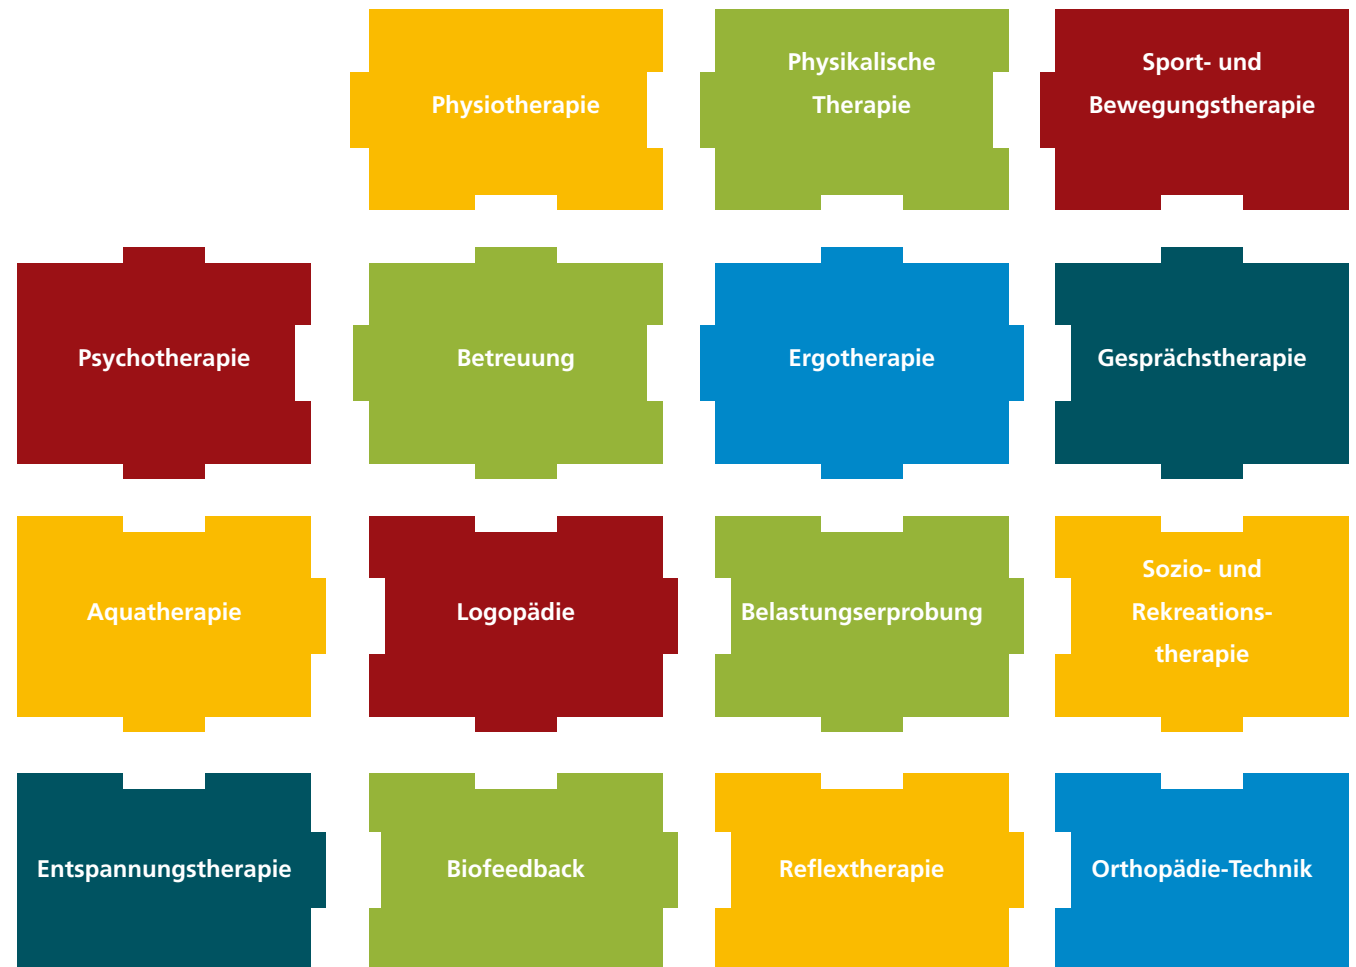 Physiotherapie
Physikalische
Therapie
Sport- und
Bewegungstherapie
Psychotherapie
Betreuung
Ergotherapie
Gesprächstherapie
Aquatherapie
Logopädie
Belastungserprobung
Sozio- und
Rekreations-
therapie
Entspannungstherapie
Biofeedback
Reflextherapie
Orthopädie-Technik